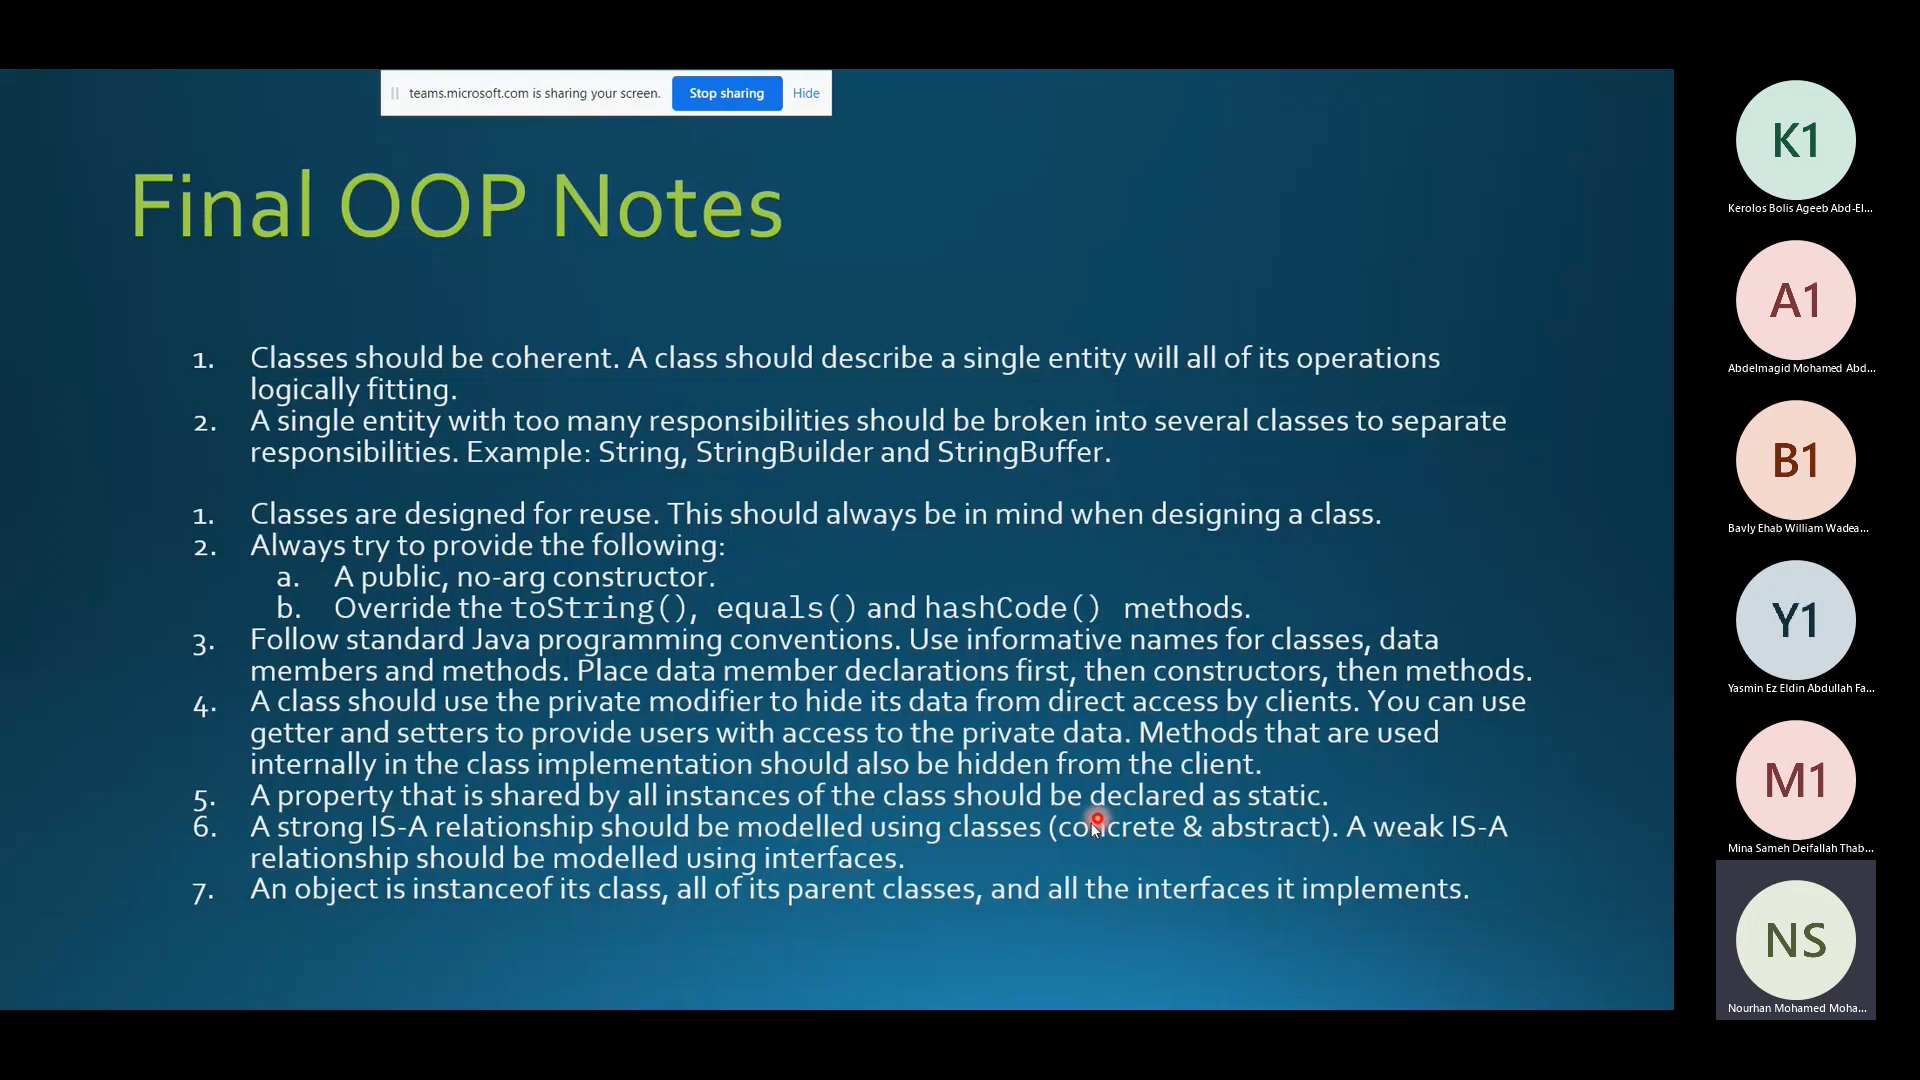 teams.microsoft.com is sharing your screen. Stop sharing Hide
Final OOP Notes
1. Classes should be coherent. A class should describe a single entity will all of its operations
logically fitting.
2. A single entity with too many responsibilities should be broken into several classes to separate
responsibilities. Example: String, StringBuilder and StringBuffer.
1. Classes are designed for reuse. This should always be in mind when designing a class.
2. Always try to provide the following:
a. A public, no-arg constructor.
b. Override the toString(), equals() and hashCode() methods.
3. Follow standard Java programming conventions. Use informative names for classes, data
members and methods. Place data member declarations first, then constructors, then methods.
4. A class should use the private modifier to hide its data from direct access by clients. You can use
getter and setters to provide users with access to the private data. Methods that are used
internally in the class implementation should also be hidden from the client.
5. A property that is shared by all instances of the class should be declared as static.
6. A strong IS-A relationship should be modelled using classes (concrete & abstract). A weak IS-A
relationship should be modelled using interfaces.
7. An object is instanceof its class, all of its parent classes, and all the interfaces it implements.
K1
Kerolos Bolis Ageeb Abd-El...
A1
Abdelmagid Mohamed Abd...
B1
Bavly Ehab William Wadea...
Y1
Yasmin Ez Eldin Abdullah Fa...
M1
Mina Sameh Deifallah Thab...
NS
Nourhan Mohamed Moha...